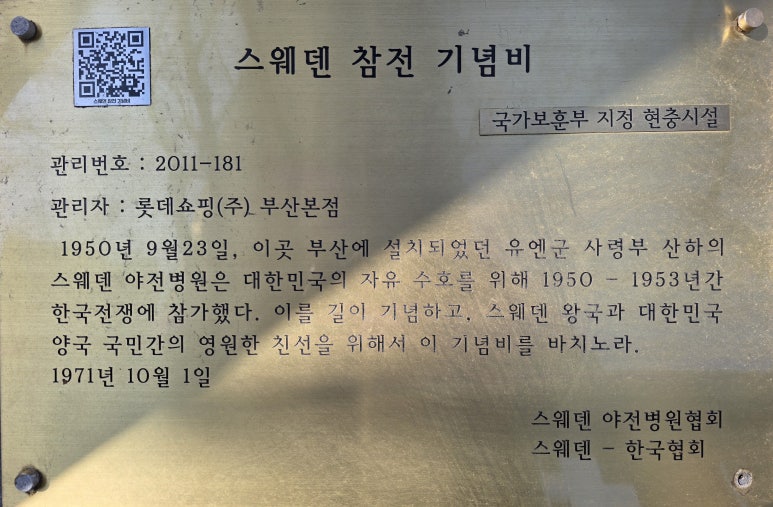 스웨덴 참전 기념비
스웨덴 참전 기념비
국가보훈부 지정 현충시설
관리번호 : 2011-181
관리자 : 롯데쇼핑(주) 부산본점
1950년 9월23일, 이곳 부산에 설치되었던 유엔군 사령부 산하의
스웨덴 야전병원은 대한민국의 자유 수호를 위해 1950 - 1953년간
한국전쟁에 참가했다. 이를 길이 기념하고, 스웨덴 왕국과 대한민국
양국 국민간의 영원한 친선을 위해서 이 기념비를 바치노라.
1971년 10월 1일
스웨덴 야전병원협회
스웨덴 - 한국협회